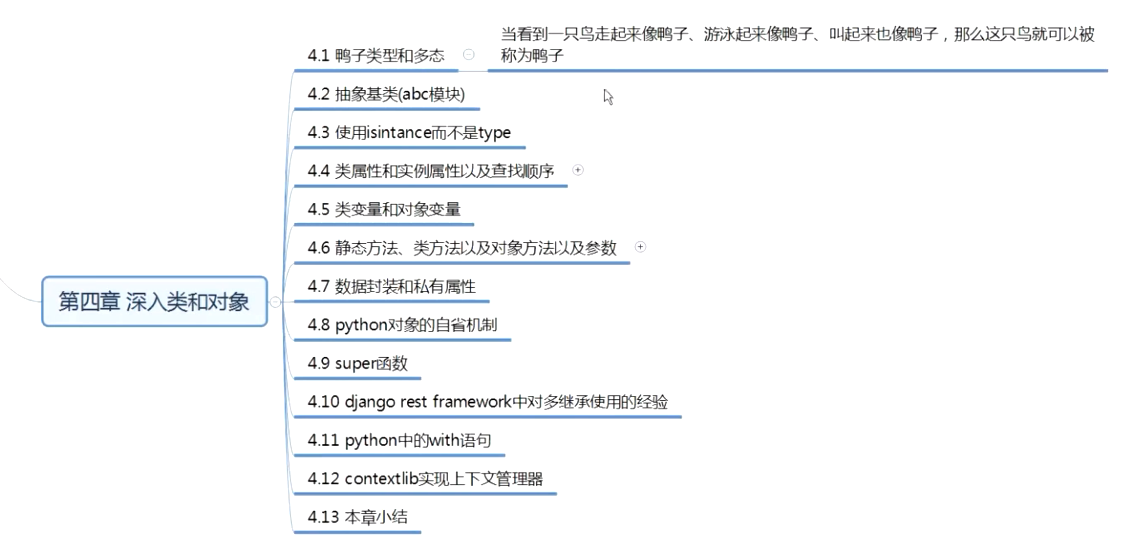 当看到一只鸟走起来像鸭子、游泳起来像鸭子、叫起来也像鸭子，那么这只鸟就可以被
称为鸭子
4.1 鸭子类型和多态
4.2 抽象基类(abc模块)
4.3 使用isintance而不是type
4.4 类属性和实例属性以及查找顺序
4.5 类变量和对象变量
4.6 静态方法、类方法以及对象方法以及参数
第四章 深入类和对象
4.7 数据封装和私有属性
4.8 python对象的自省机制
4.9 super函数
4.10 django rest framework中对多继承使用的经验
4.11 python中的with语句
4.12 contextlib实现上下文管理器
4.13 本章小结